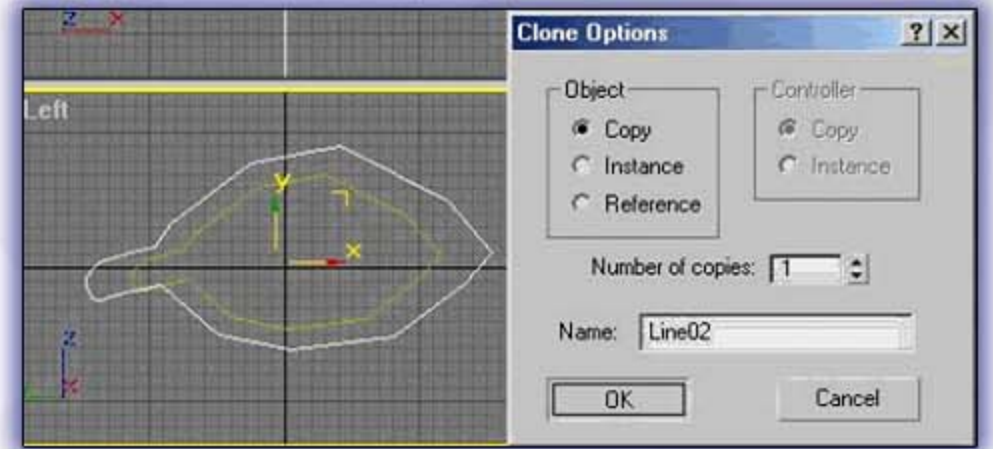 z x
Left
y
x
z
x
Clone Options
? ×
Object
Copy
Instance
Reference
Controller
Copy
Instance
Number of copies: 1
Name: Line02
OK
Cancel